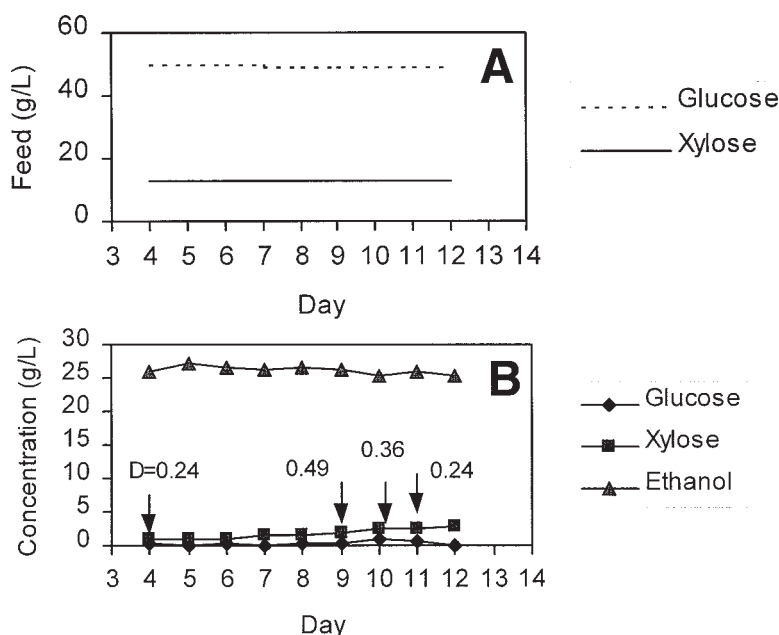 60
40
20
0
Feed (g/L)
A
3 4 5 6 7 8 9 10 11 12 13 14
Day
Glucose
Xylose
30
25
20
15
10
5
0
Concentration (g/L)
B
D=0.24
0.49
0.36
0.24
3 4 5 6 7 8 9 10 11 12 13 14
Day
Glucose
Xylose
Ethanol